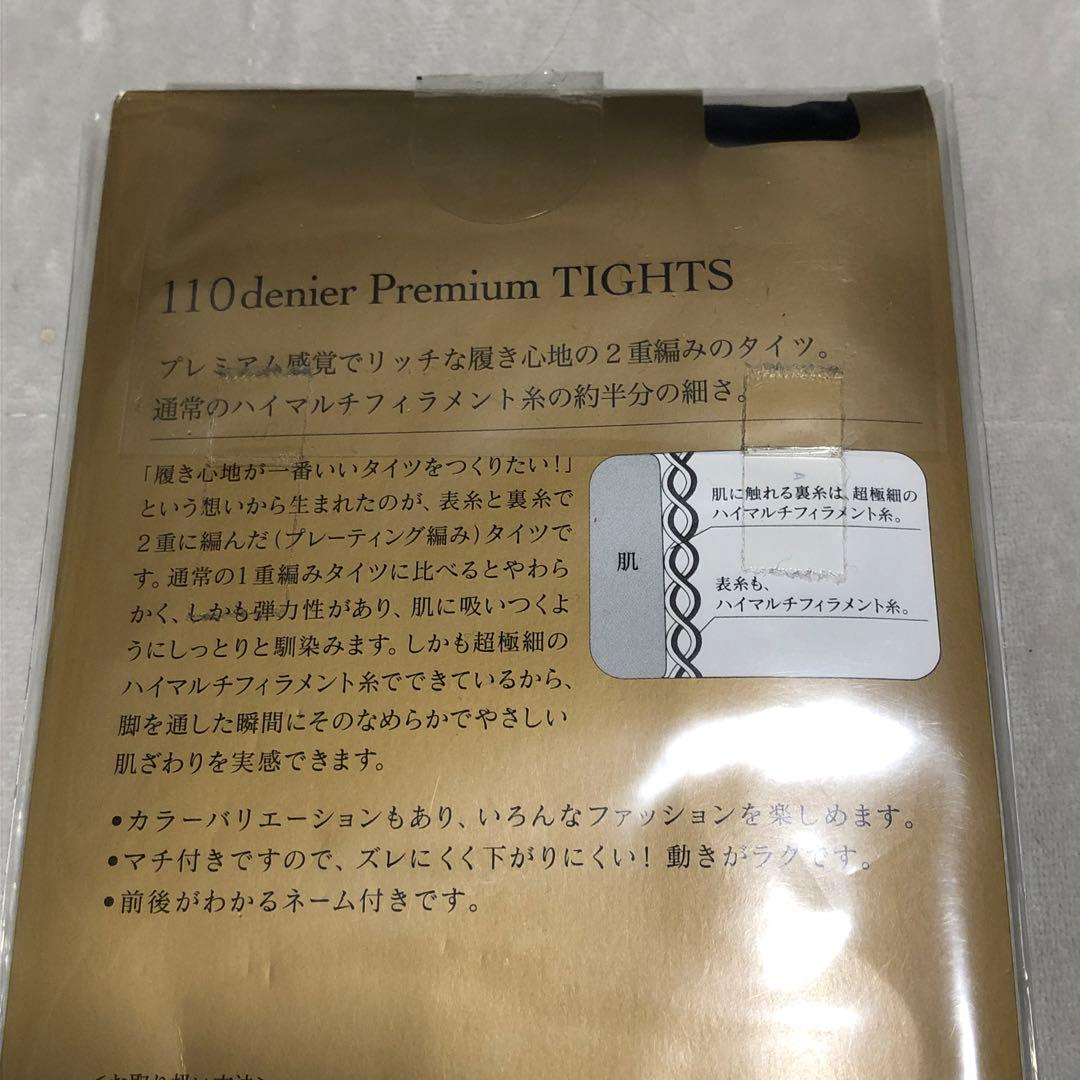 110 denier Premium TIGHTS
プレミアム感覚でリッチな履き心地の2重編みのタイツ。
通常のハイマルチフィラメント糸の約半分の細さ。
「履き心地が一番いいタイツをつくりたい!」
という想いから生まれたのが、表糸と裏糸で
2重に編んだ(プレーティング編み)タイツで
す。通常の1重編みタイツに比べるとやわら
かく、しかも弾力性があり、肌に吸いつくよ
うにしっとりと馴染みます。しかも超極細の
ハイマルチフィラメント糸でできているから、
脚を通した瞬間にそのなめらかでやさしい
肌ざわりを実感できます。
肌
肌に触れる裏糸は、超極細の
ハイマルチフィラメント糸。
表糸も、
ハイマルチフィラメント糸。
•カラーバリエーションもあり、いろんなファッションを楽しめます。
•マチ付きですので、ズレにくく下がりにくい! 動きがラクです。
•前後がわかるネーム付きです。